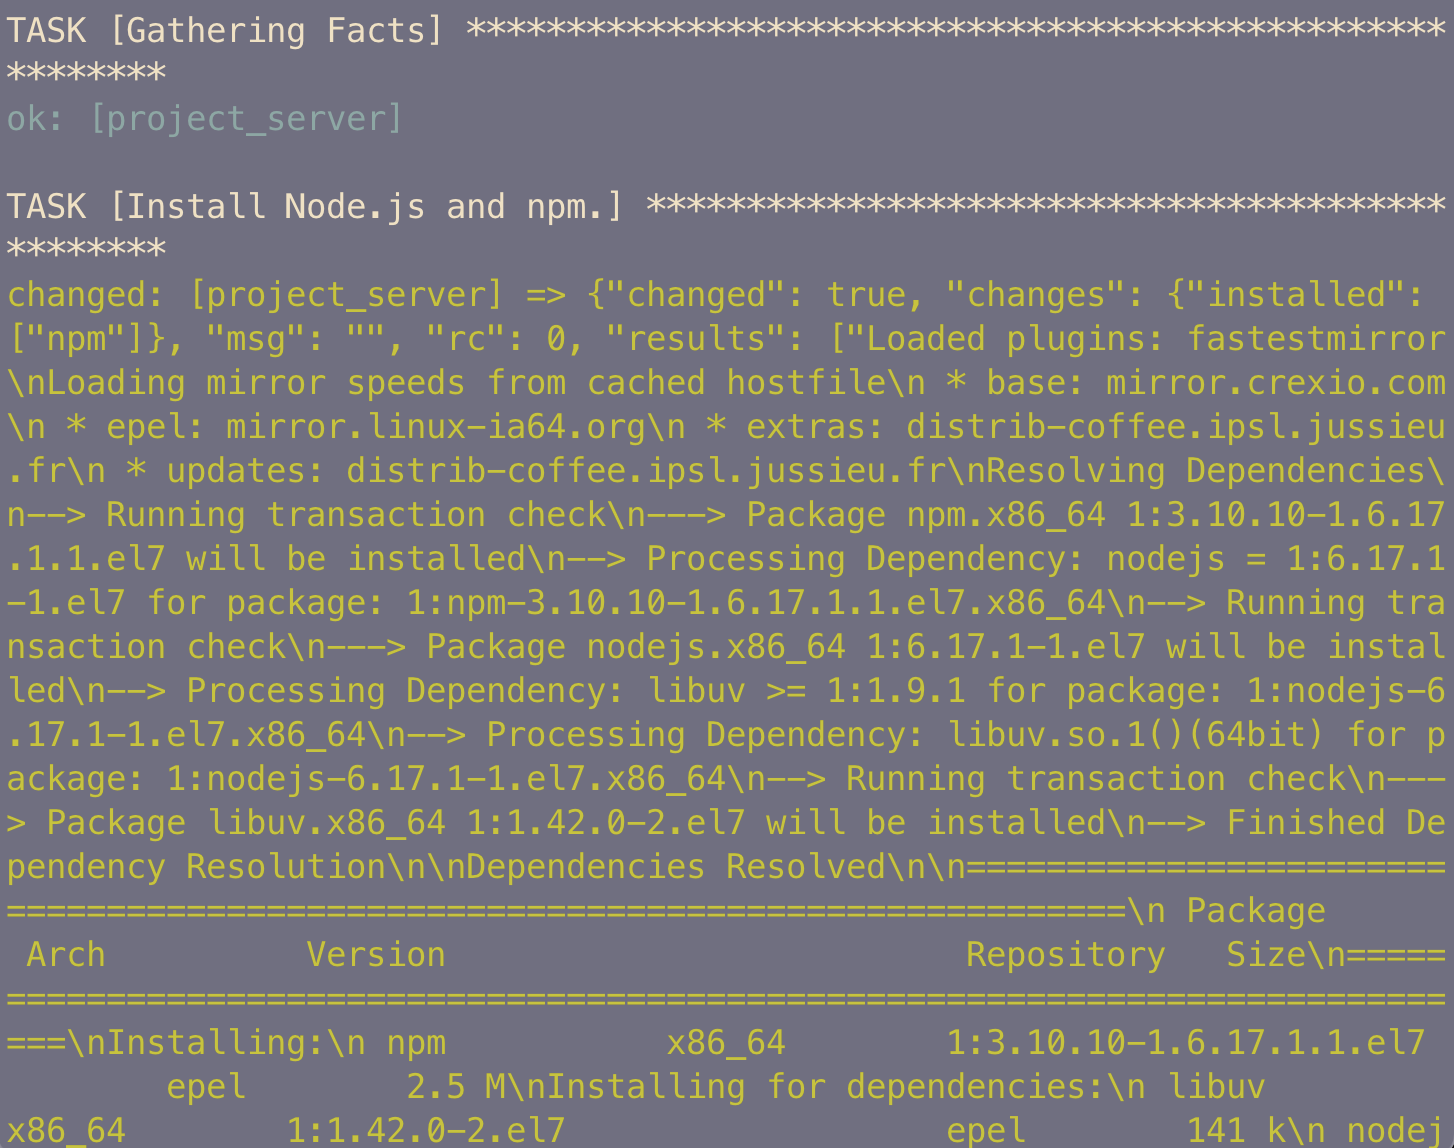 TASK [Gathering Facts] *************************************************
********
ok: [project_server]
TASK [Install Node.js and npm.] ****************************************
********
changed: [project_server] => {"changed": true, "changes": {"installed":
["npm"]}, "msg": "", "rc": 0, "results": ["Loaded plugins: fastestmirror
\nLoading mirror speeds from cached hostfile\n * base: mirror.crexio.com
\n * epel: mirror.linux-ia64.org\n * extras: distrib-coffee.ipsl.jussieu
.fr\n * updates: distrib-coffee.ipsl.jussieu.fr\nResolving Dependencies\
n--> Running transaction check\n---> Package npm.x86_64 1:3.10.10-1.6.17
.1.1.el7 will be installed\n--> Processing Dependency: nodejs = 1:6.17.1
-1.el7 for package: 1:npm-3.10.10-1.6.17.1.1.el7.x86_64\n--> Running tra
nsaction check\n---> Package nodejs.x86_64 1:6.17.1-1.el7 will be instal
led\n--> Processing Dependency: libuv >= 1:1.9.1 for package: 1:nodejs-6
.17.1-1.el7.x86_64\n--> Processing Dependency: libuv.so.1()(64bit) for p
ackage: 1:nodejs-6.17.1-1.el7.x86_64\n--> Running transaction check\n---
> Package libuv.x86_64 1:1.42.0-2.el7 will be installed\n--> Finished De
pendency Resolution\n\nDependencies Resolved\n\n========================
========================================================\n Package
 Arch          Version                          Repository   Size\n=====
========================================================================
===\nInstalling:\n npm           x86_64        1:3.10.10-1.6.17.1.1.el7
        epel        2.5 M\nInstalling for dependencies:\n libuv
x86_64        1:1.42.0-2.el7                   epel        141 k\n nodej